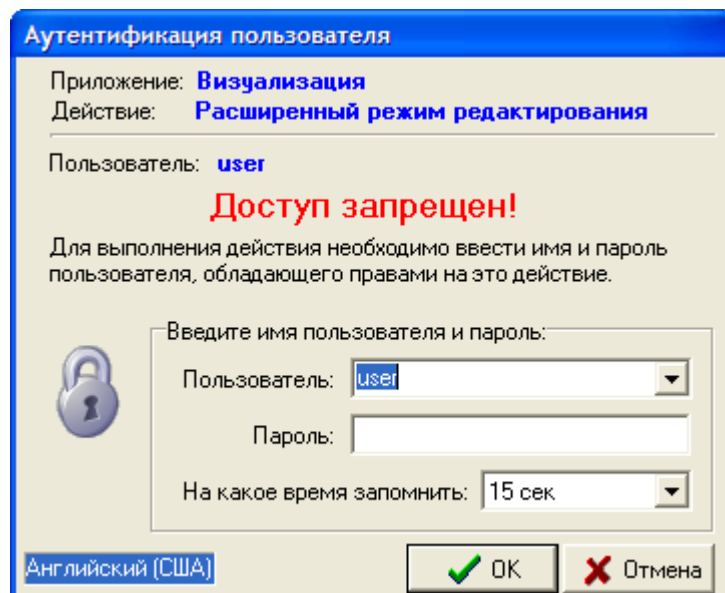 Аутентификация пользователя
Приложение: Визуализация
Действие: Расширенный режим редактирования
Пользователь: user
Доступ запрещен!
Для выполнения действия необходимо ввести имя и пароль
пользователя, обладающего правами на это действие.
Введите имя пользователя и пароль:
Пользователь: user
Пароль:
На какое время запомнить: 15 сек
Английский (США) OK Отмена